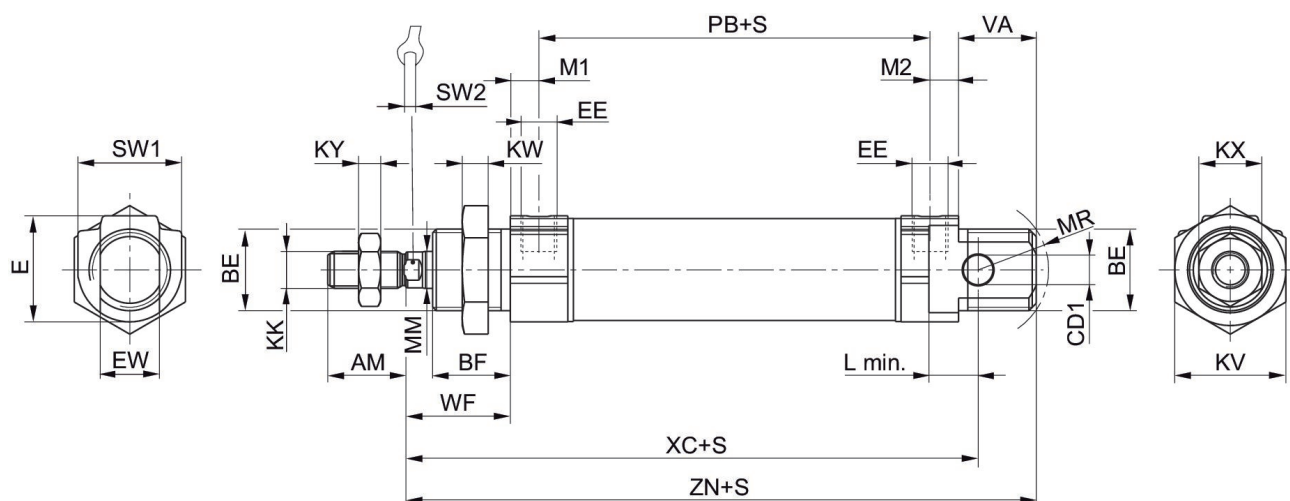 PB+S
VA
M1
M2
SW2
EE
SW1
KY
KW
EE
KX
MR
E
BE
BE
KK
MM
CD1
EW
AM
BF
L min.
KV
WF
XC+S
ZN+S